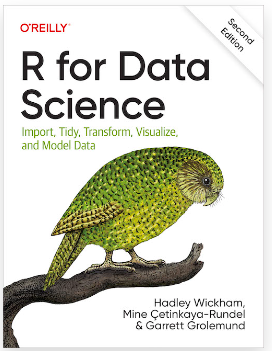 O'REILLY®
Second
Edition
R for Data
Science
Import, Tidy, Transform, Visualize,
and Model Data
Hadley Wickham,
Mine Çetinkaya-Rundel
& Garrett Grolemund